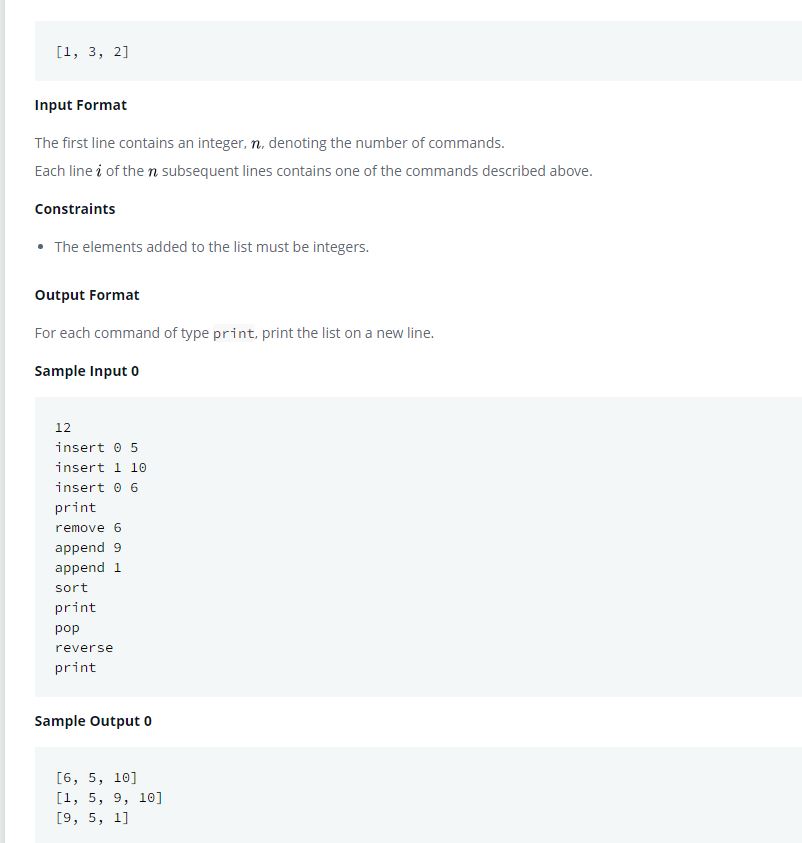 [1, 3, 2]
Input Format
The first line contains an integer, n, denoting the number of commands.
Each line i of the n subsequent lines contains one of the commands described above.
Constraints
• The elements added to the list must be integers.
Output Format
For each command of type print, print the list on a new line.
Sample Input 0
12
insert 0 5
insert 1 10
insert 0 6
print
remove 6
append 9
append 1
sort
print
pop
reverse
print
Sample Output 0
[6, 5, 10]
[1, 5, 9, 10]
[9, 5, 1]